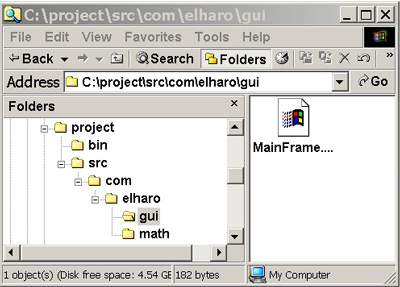 C:\project\src\com\elharo\gui
File Edit View Favorites Tools Help
Back Search Folders
Address C:\project\src\com\elharo\gui Go
Folders
project
bin
src
com
elharo
gui
math
MainFrame....
1 object(s) (Disk free space: 4.54 GE 182 bytes My Computer